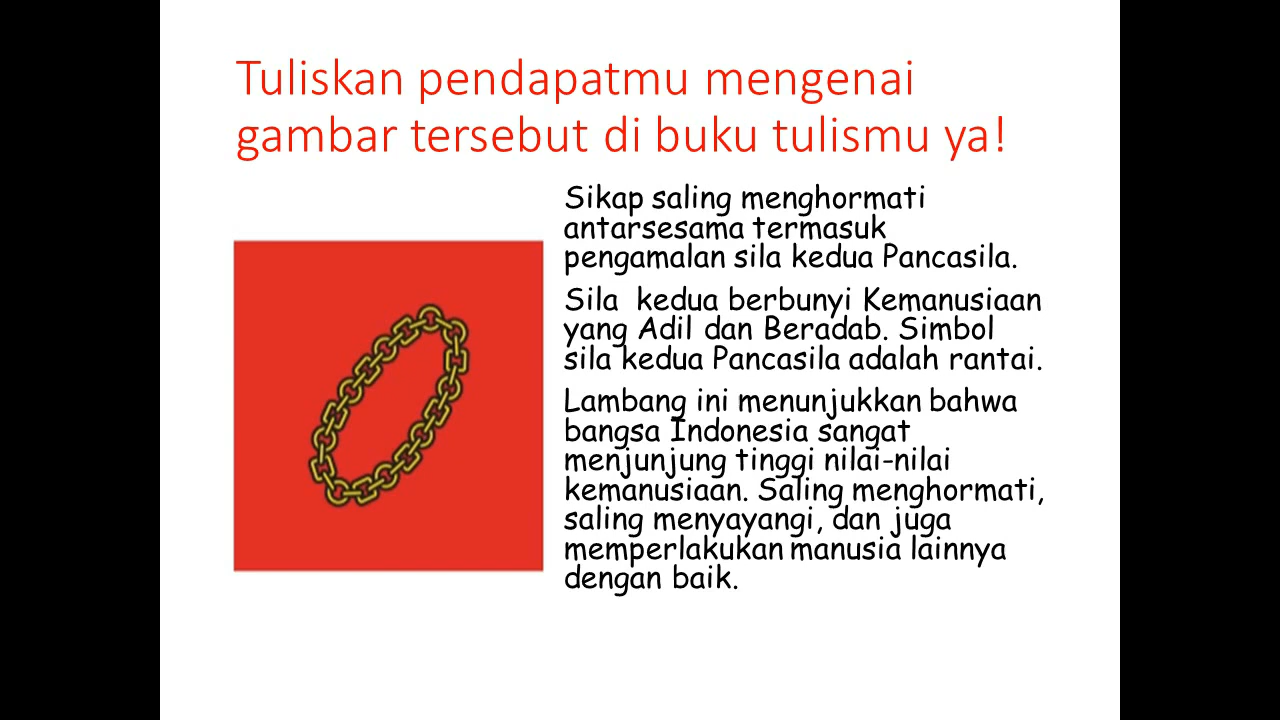 Tuliskan pendapatmu mengenai
gambar tersebut di buku tulismu ya!
Sikap saling menghormati
antarsesama termasuk
pengamalan sila kedua Pancasila.
Sila kedua berbunyi Kemanusiaan
yang Adil dan Beradab. Simbol
sila kedua Pancasila adalah rantai.
Lambang ini menunjukkan bahwa
bangsa Indonesia sangat
menjunjung tinggi nilai-nilai
kemanusiaan. Saling menghormati,
saling menyayangi, dan juga
memperlakukan manusia lainnya
dengan baik.